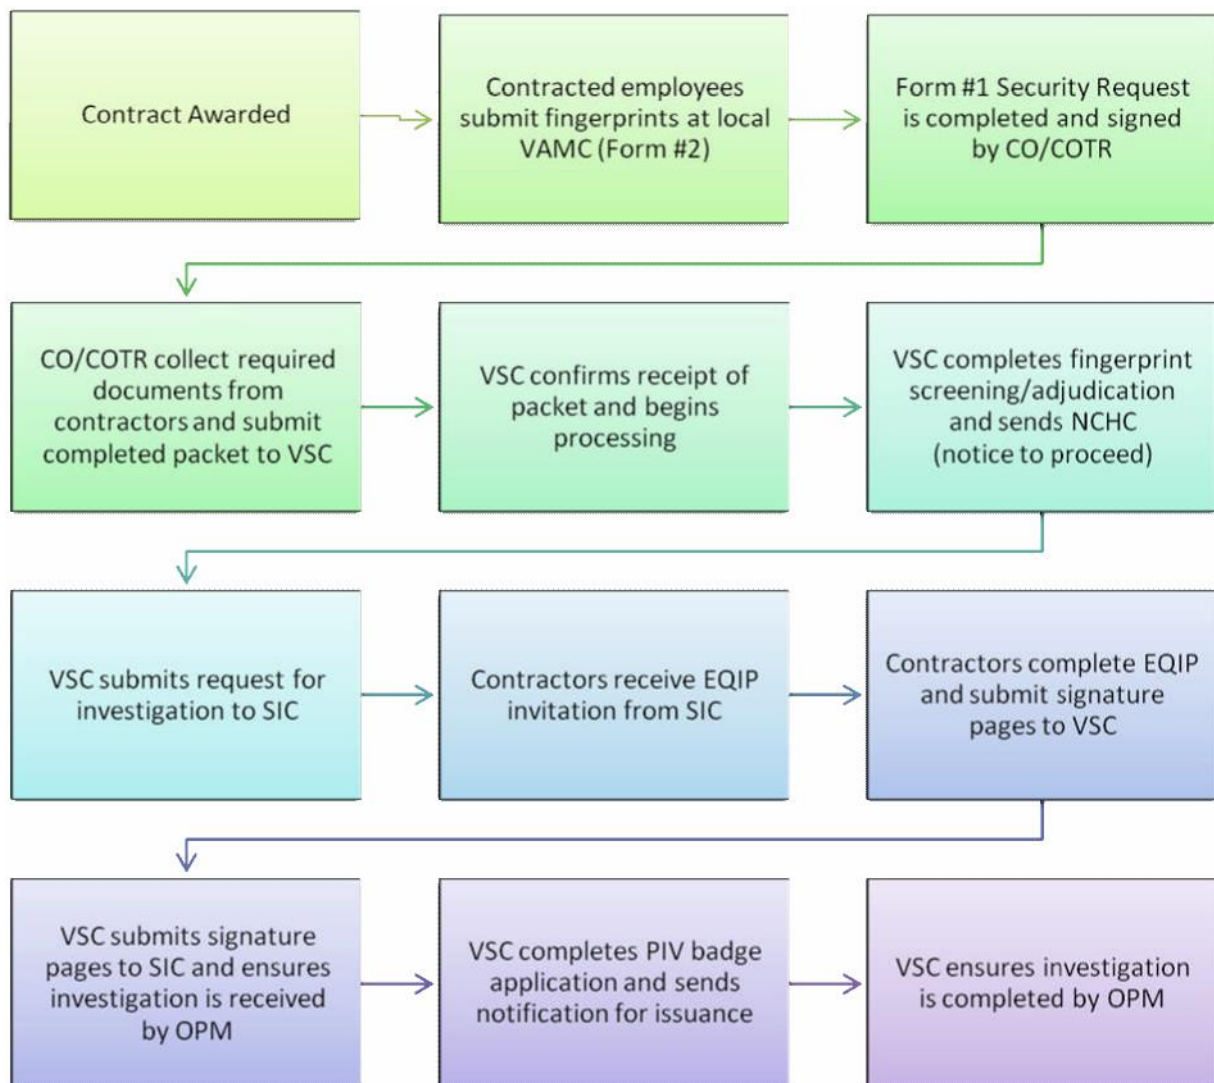 Contract Awarded
Contracted employees
submit fingerprints at local
VAMC (Form #2)
Form #1 Security Request
is completed and signed
by CO/COTR
CO/COTR collect required
documents from
contractors and submit
completed packet to VSC
VSC confirms receipt of
packet and begins
processing
VSC completes fingerprint
screening/adjudication
and sends NCHC
(notice to proceed)
VSC submits request for
investigation to SIC
Contractors receive EQIP
invitation from SIC
Contractors complete EQIP
and submit signature
pages to VSC
VSC submits signature
pages to SIC and ensures
investigation is received
by OPM
VSC completes PIV badge
application and sends
notification for issuance
VSC ensures investigation
is completed by OPM